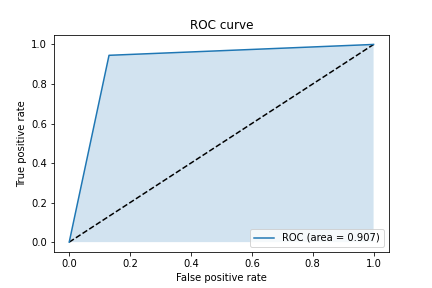 ROC curve
True positive rate
1.0
0.8
0.6
0.4
0.2
0.0
ROC (area = 0.907)
0.0 0.2 0.4 0.6 0.8 1.0
False positive rate